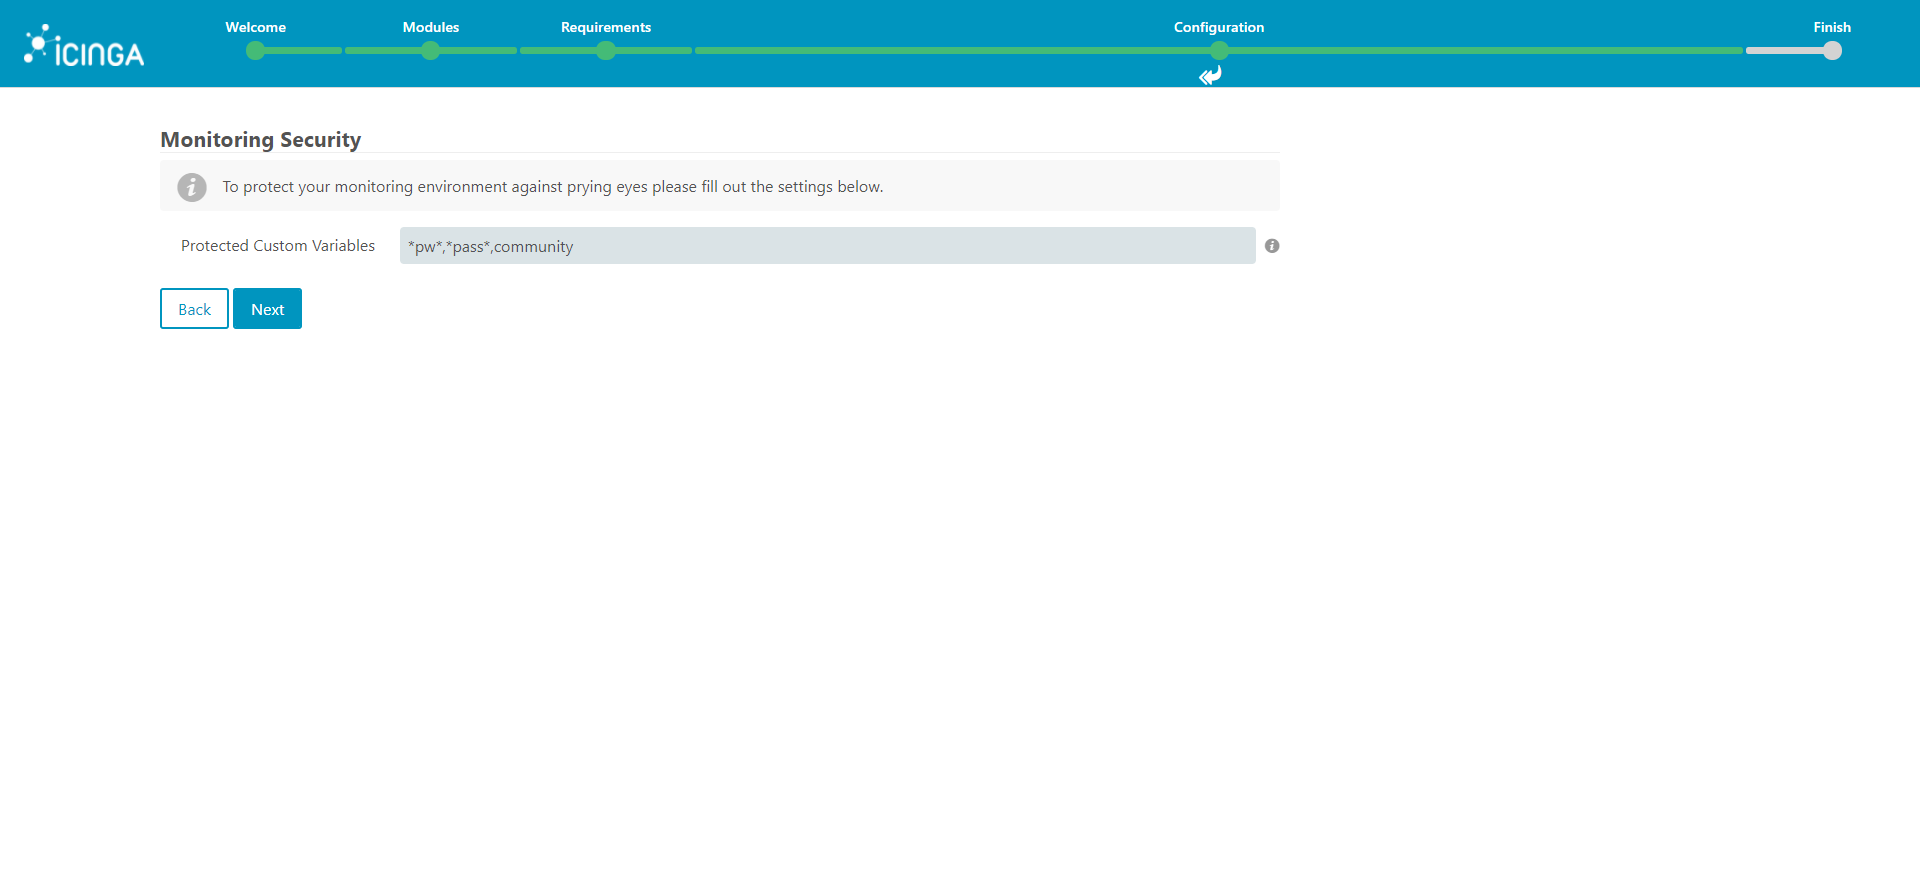 Welcome Modules Requirements Configuration Finish
ICINGA
Monitoring Security
To protect your monitoring environment against prying eyes please fill out the settings below.
Protected Custom Variables *pw*,*pass*,community
Back Next